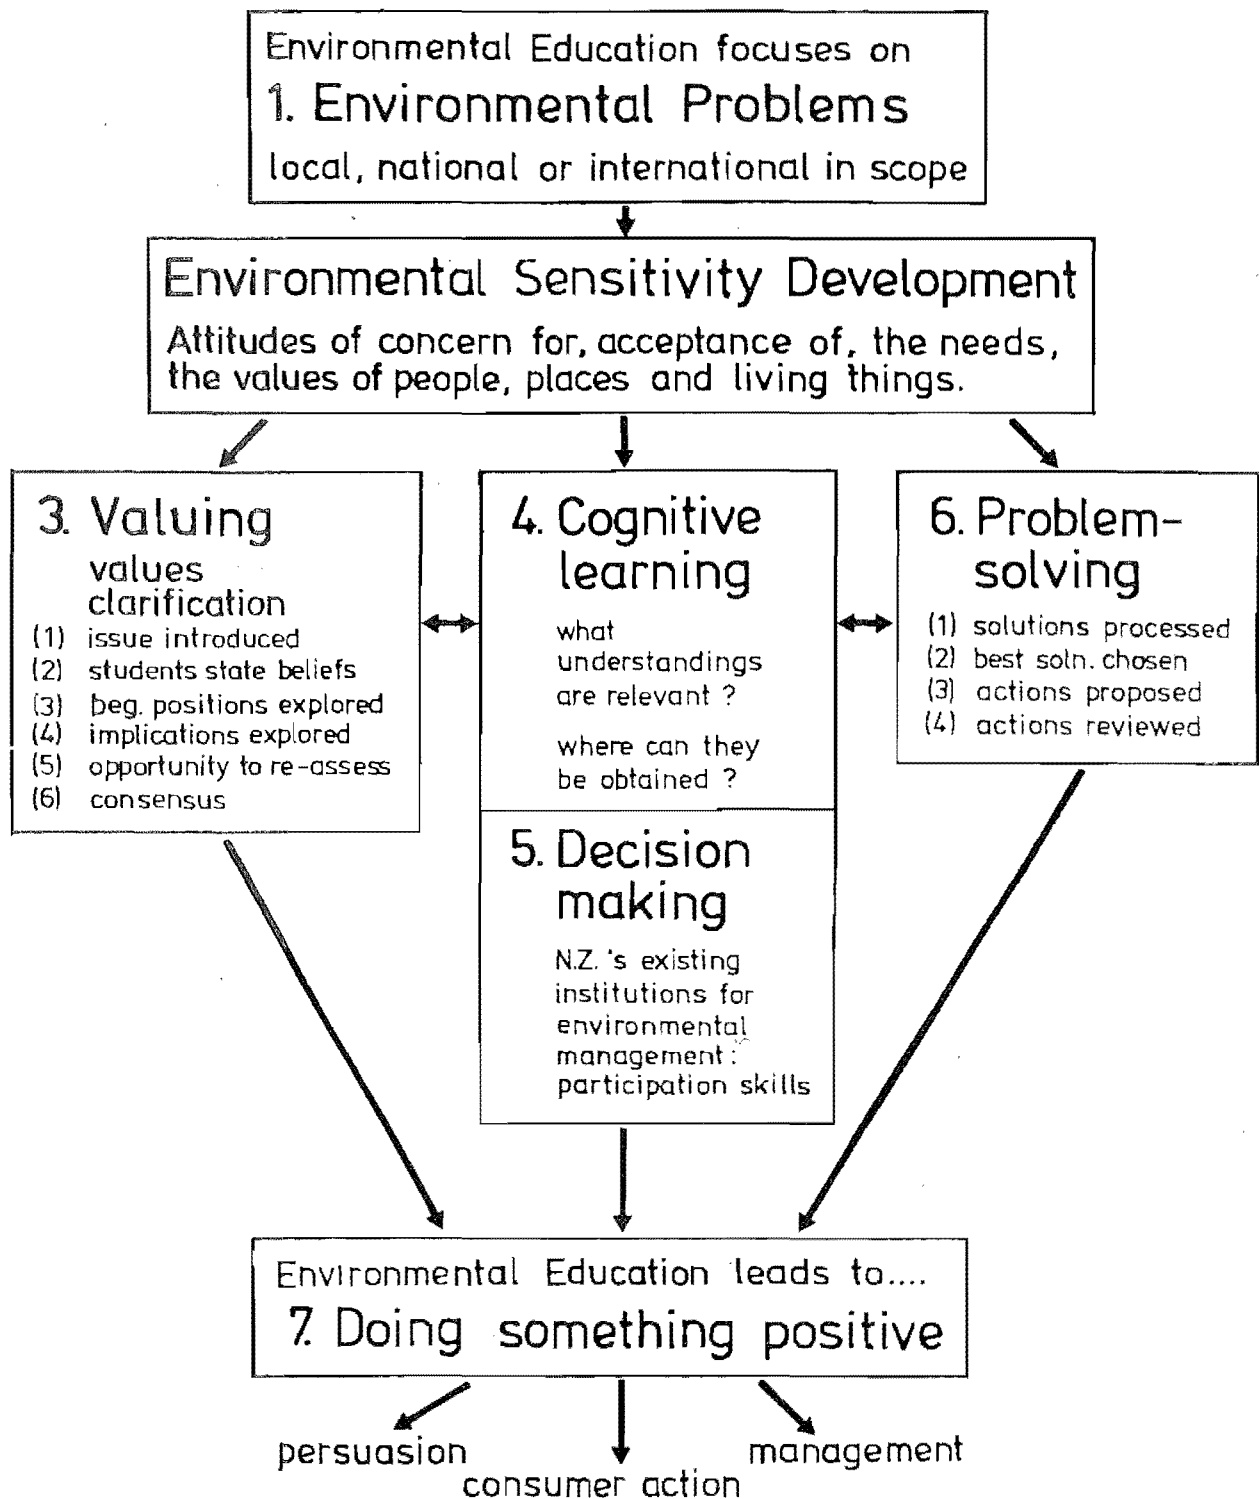 Environmental Education focuses on
1. Environmental Problems
local, national or international in scope
Environmental Sensitivity Development
Attitudes of concern for, acceptance of, the needs,
the values of people, places and living things.
3. Valuing
values
clarification
(1) issue introduced
(2) students state beliefs
(3) beg. positions explored
(4) implications explored
(5) opportunity to re-assess
(6) consensus
4. Cognitive
learning
what
understandings
are relevant ?
where can they
be obtained ?
5. Decision
making
N.Z.'s existing
institutions for
environmental
management :
participation skills
6. Problem-
solving
(1) solutions processed
(2) best soln. chosen
(3) actions proposed
(4) actions reviewed
Environmental Education leads to....
7. Doing something positive
persuasion
consumer action
management